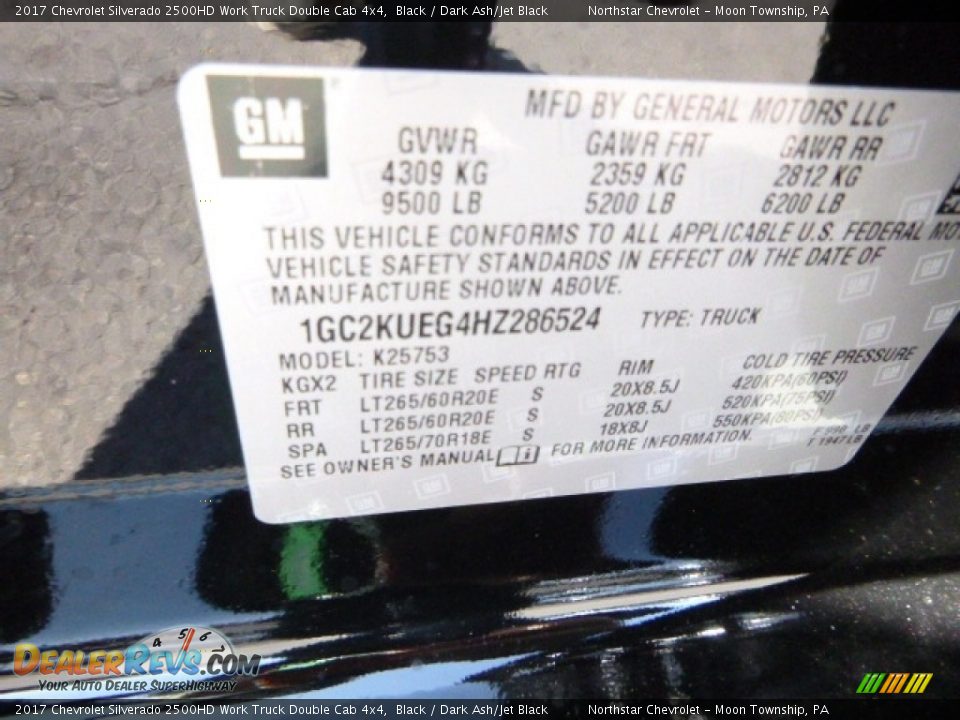 2017 Chevrolet Silverado 2500HD Work Truck Double Cab 4x4, Black / Dark Ash/Jet Black Northstar Chevrolet – Moon Township, PA
GM
MFD BY GENERAL MOTORS LLC
GVWR GAWR FRT GAWR RR
4309 KG 2359 KG 2812 KG
9500 LB 5200 LB 6200 LB
THIS VEHICLE CONFORMS TO ALL APPLICABLE U.S. FEDERAL MO
VEHICLE SAFETY STANDARDS IN EFFECT ON THE DATE OF
MANUFACTURE SHOWN ABOVE.
1GC2KUEG4HZ286524 TYPE: TRUCK
MODEL: K25753
KGX2 TIRE SIZE SPEED RTG RIM COLD TIRE PRESSURE
FRT LT265/60R20E S 20X8.5J 420KPA(60PSI)
RR LT265/60R20E S 20X8.5J 520KPA(75PSI)
SPA LT265/70R18E S 18X8J 550KPA(80PSI)
SEE OWNER'S MANUAL FOR MORE INFORMATION.
T 1947 LB
4 5 6
DealerRevs.com
Your Auto Dealer SuperHighway
2017 Chevrolet Silverado 2500HD Work Truck Double Cab 4x4, Black / Dark Ash/Jet Black Northstar Chevrolet – Moon Township, PA